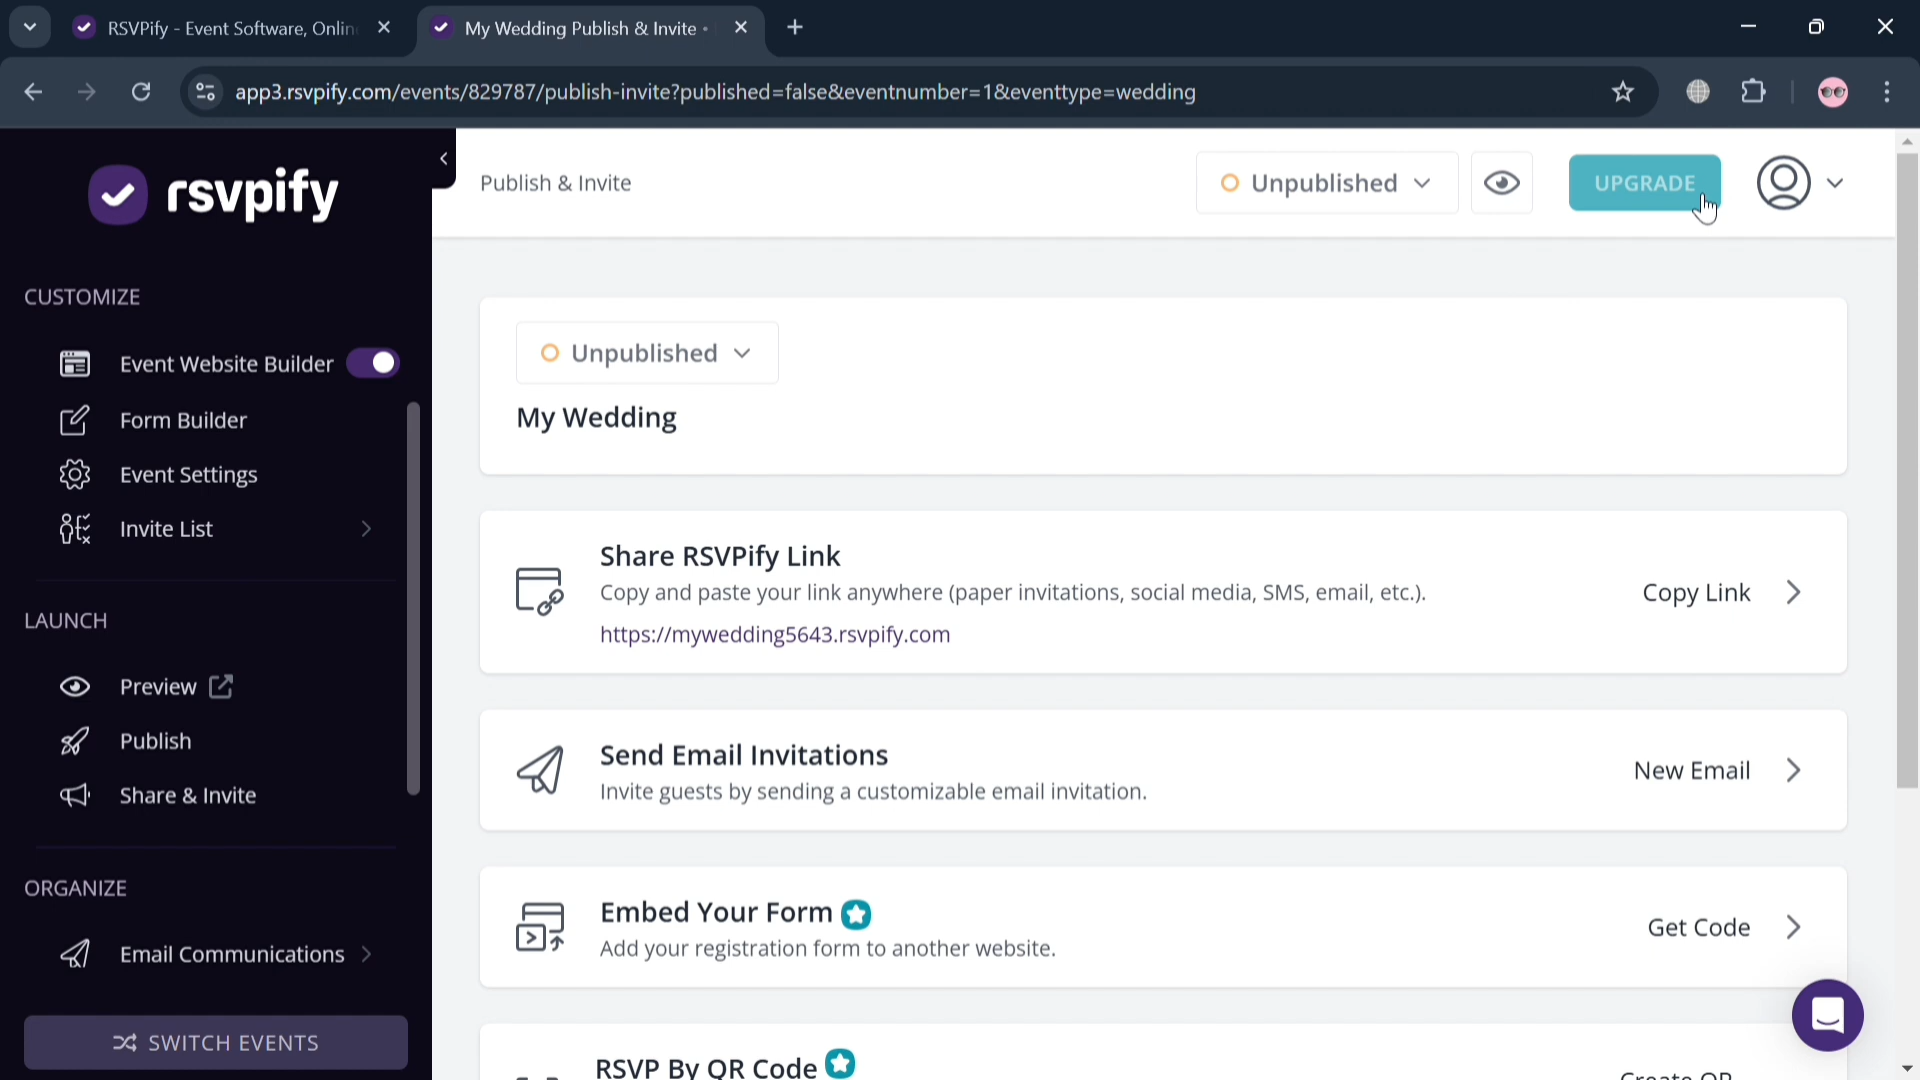 RSVPify - Event Software, Onlin
My Wedding Publish & Invite •
app3.rsvpify.com/events/829787/publish-invite?published=false&eventnumber=1&eventtype=wedding
rsvpify
Publish & Invite
Unpublished
UPGRADE
CUSTOMIZE
Event Website Builder
Form Builder
Event Settings
Invite List
LAUNCH
Preview
Publish
Share & Invite
ORGANIZE
Email Communications
SWITCH EVENTS
Unpublished
My Wedding
Share RSVPify Link
Copy and paste your link anywhere (paper invitations, social media, SMS, email, etc.).
https://mywedding5643.rsvpify.com
Copy Link
Send Email Invitations
Invite guests by sending a customizable email invitation.
New Email
Embed Your Form
Add your registration form to another website.
Get Code
RSVP By QR Code
Create QR